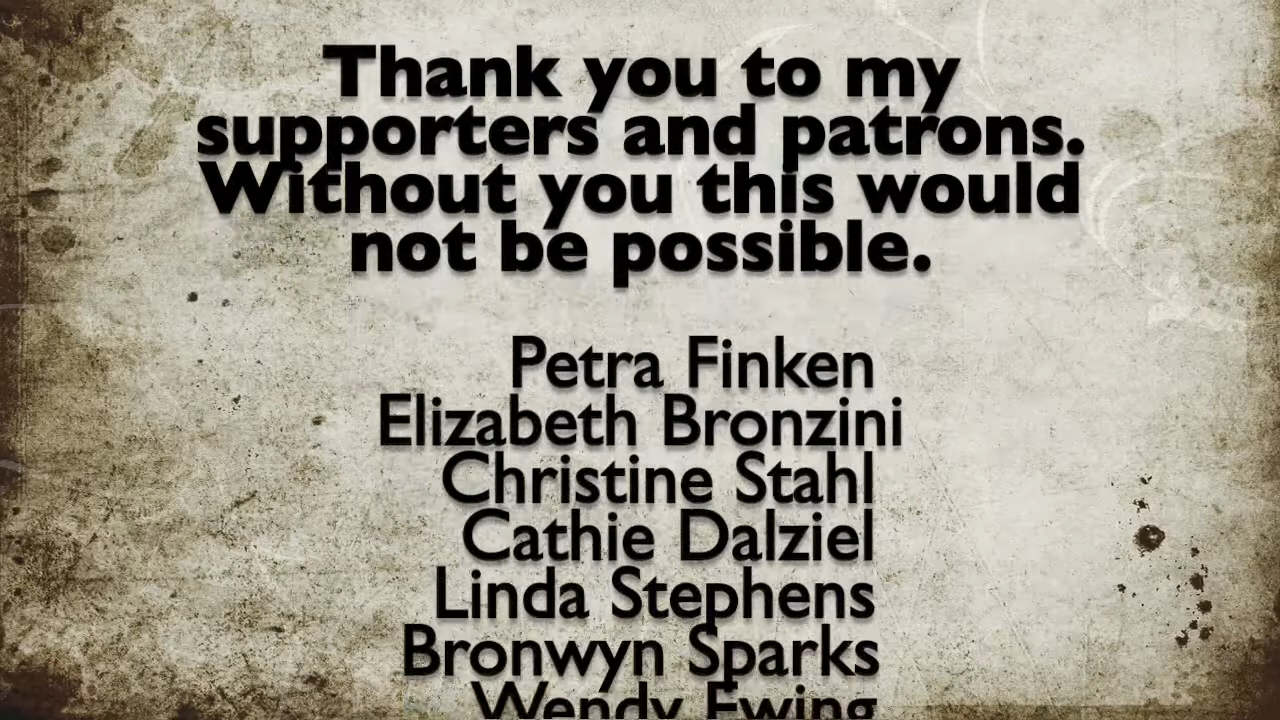 Thank you to my
supporters and patrons.
Without you this would
not be possible.
Petra Finken
Elizabeth Bronzini
Christine Stahl
Cathie Dalziel
Linda Stephens
Bronwyn Sparks
Wendy Ewing